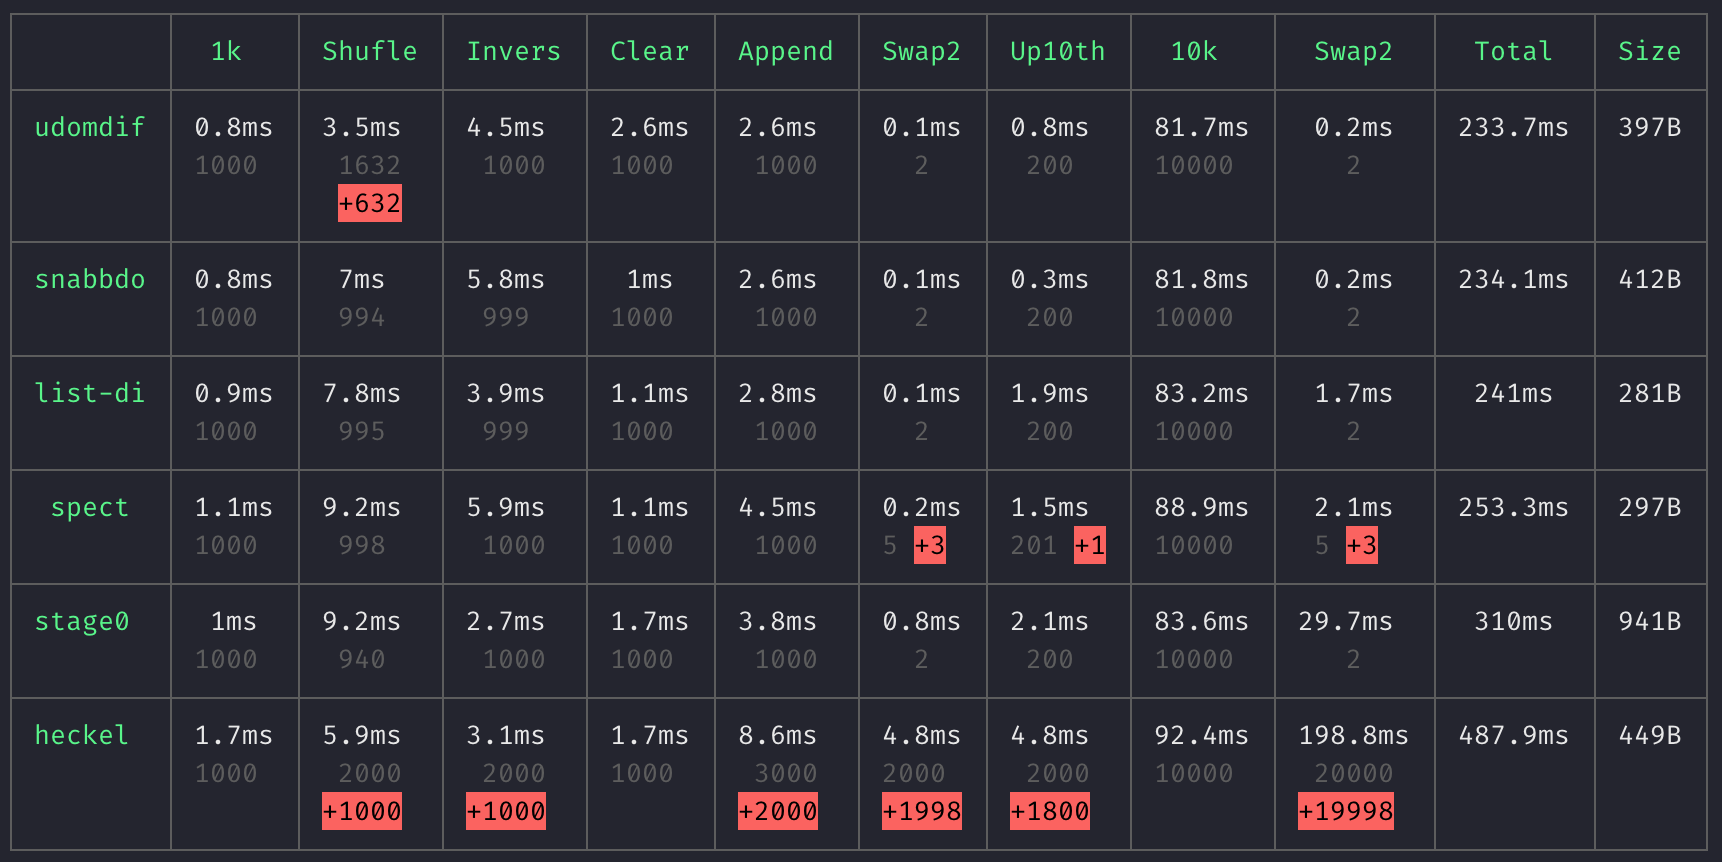 1k Shufle Invers Clear Append Swap2 Up10th 10k Swap2 Total Size
udomdif 0.8ms 3.5ms 4.5ms 2.6ms 2.6ms 0.1ms 0.8ms 81.7ms 0.2ms 233.7ms 397B
1000 1632 1000 1000 1000 2 200 10000 2
+632
snabbdo 0.8ms 7ms 5.8ms 1ms 2.6ms 0.1ms 0.3ms 81.8ms 0.2ms 234.1ms 412B
1000 994 999 1000 1000 2 200 10000 2
list-di 0.9ms 7.8ms 3.9ms 1.1ms 2.8ms 0.1ms 1.9ms 83.2ms 1.7ms 241ms 281B
1000 995 999 1000 1000 2 200 10000 2
spect 1.1ms 9.2ms 5.9ms 1.1ms 4.5ms 0.2ms 1.5ms 88.9ms 2.1ms 253.3ms 297B
1000 998 1000 1000 1000 5 +3 201 +1 10000 5 +3
stage0 1ms 9.2ms 2.7ms 1.7ms 3.8ms 0.8ms 2.1ms 83.6ms 29.7ms 310ms 941B
1000 940 1000 1000 1000 2 200 10000 2
heckel 1.7ms 5.9ms 3.1ms 1.7ms 8.6ms 4.8ms 4.8ms 92.4ms 198.8ms 487.9ms 449B
1000 2000 2000 1000 3000 2000 2000 10000 20000
+1000 +1000 +2000 +1998 +1800 +19998